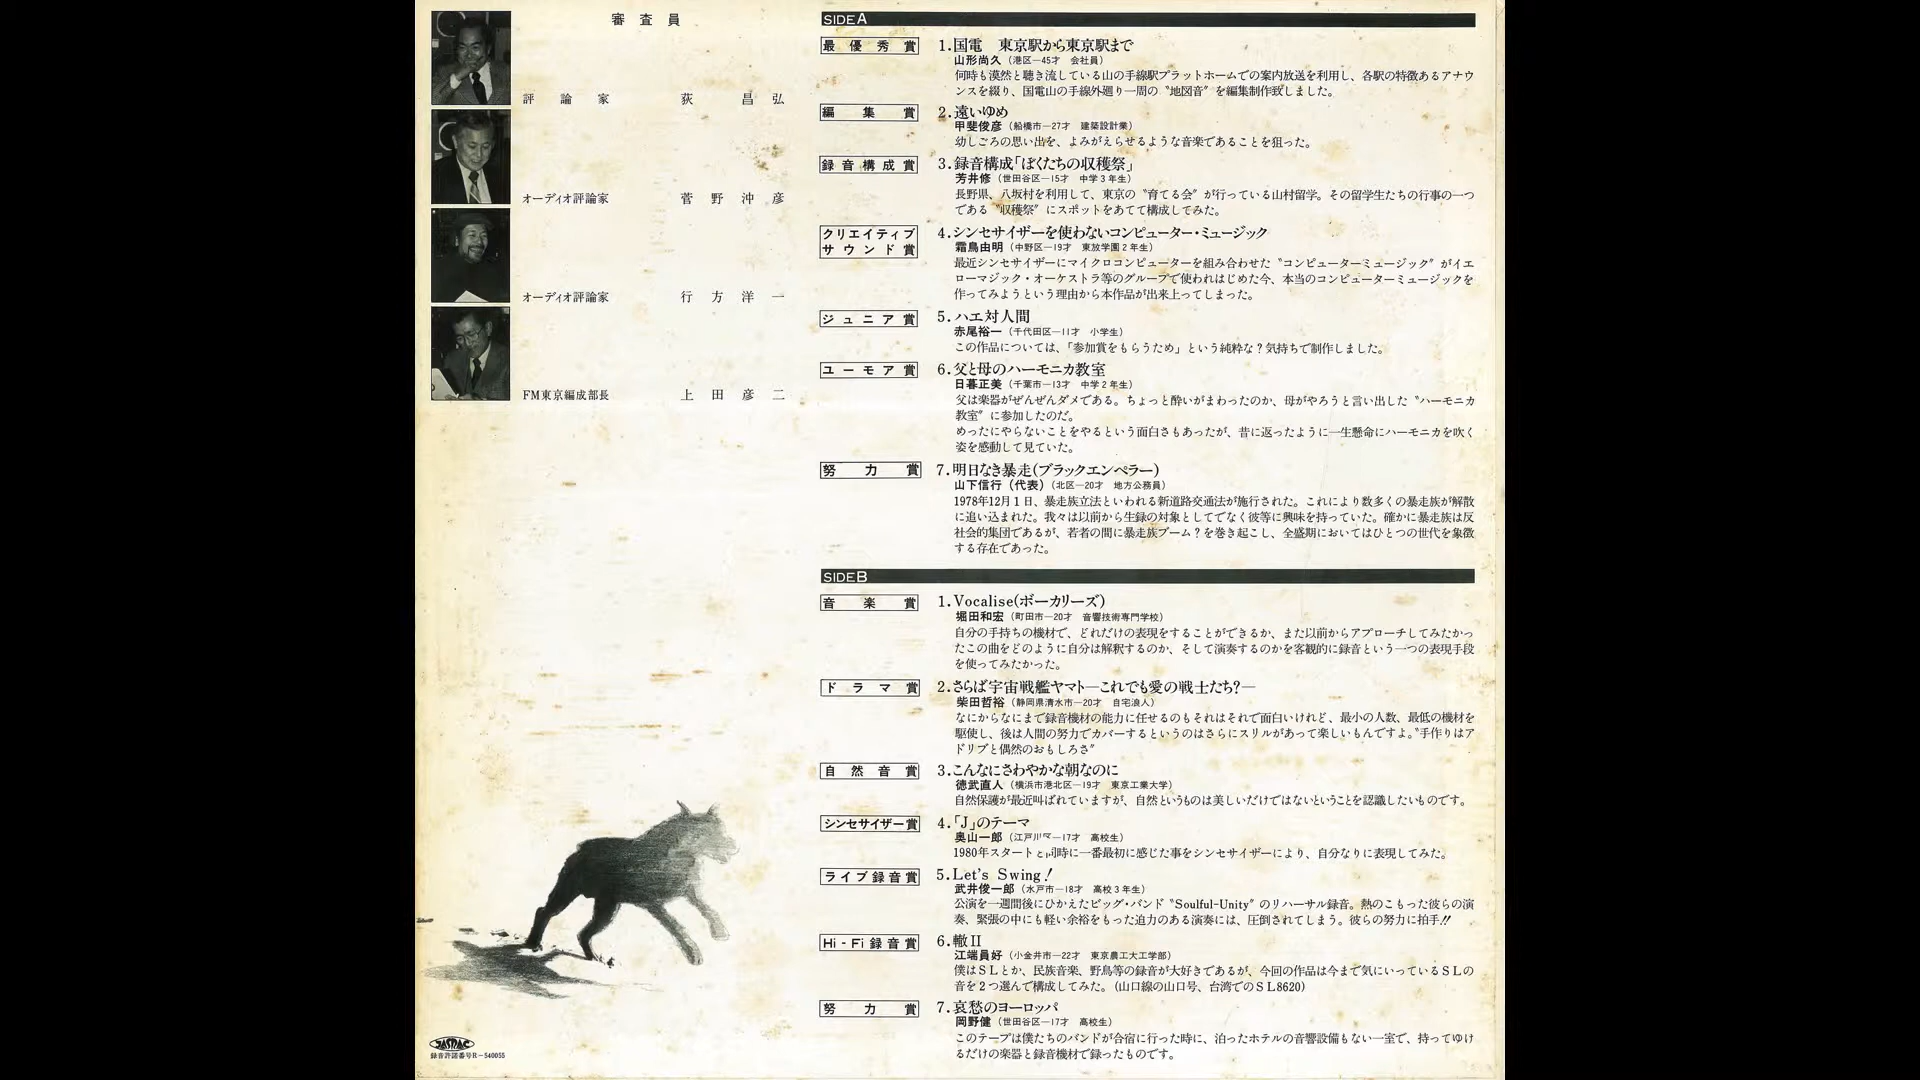 審査員
評論家 荻昌弘
オーディオ評論家 菅野沖彦
オーディオ評論家 行方洋一
FM東京編成部長 上田彦二
SIDE A
最優秀賞
1.国電 東京駅から東京駅まで
山形尚久（港区—45才 会社員）
何時も漠然と聴き流している山の手線駅プラットホームでの案内放送を利用し、各駅の特徴あるアナウ
ンスを綴り、国電山の手線外廻り一周の〝地図音〟を編集制作致しました。
編集賞
2.遠いゆめ
甲斐俊彦（船橋市—27才 建築設計業）
幼しごろの思い出を、よみがえらせるような音楽であることを狙った。
録音構成賞
3.録音構成「ぼくたちの収穫祭」
芳井修（世田谷区—15才 中学3年生）
長野県、八坂村を利用して、東京の〝育てる会〟が行っている山村留学。その留学生たちの行事の一つ
である〝収穫祭〟にスポットをあてて構成してみた。
クリエイティブ
サウンド賞
4.シンセサイザーを使わないコンピューター・ミュージック
霜鳥由明（中野区—19才 東放学園2年生）
最近シンセサイザーにマイクロコンピューターを組み合わせた〝コンピューターミュージック〟がイエ
ローマジック・オーケストラ等のグループで使われはじめた今、本当のコンピューターミュージックを
作ってみようという理由から本作品が出来上ってしまった。
ジュニア賞
5.ハエ対人間
赤尾裕一（千代田区—11才 小学生）
この作品については、「参加賞をもらうため」という純粋な？気持ちで制作しました。
ユーモア賞
6.父と母のハーモニカ教室
日暮正美（千葉市—13才 中学2年生）
父は楽器がぜんぜんダメである。ちょっと酔いがまわったのか、母がやろうと言い出した〝ハーモニカ
教室〟に参加したのだ。
めったにやらないことをやるという面白さもあったが、昔に返ったように一生懸命にハーモニカを吹く
姿を感動して見ていた。
努力賞
7.明日なき暴走（ブラックエンペラー）
山下信行（代表）（北区—20才 地方公務員）
1978年12月1日、暴走族立法といわれる新道路交通法が施行された。これにより数多くの暴走族が解散
に追い込まれた。我々は以前から生録の対象としてでなく彼等に興味を持っていた。確かに暴走族は反
社会的集団であるが、若者の間に暴走族ブーム？を巻き起こし、全盛期においてはひとつの世代を象徴
する存在であった。
SIDE B
音楽賞
1.Vocalise（ボーカリーズ）
堀田和宏（町田市—20才 音響技術専門学校）
自分の手持ちの機材で、どれだけの表現をすることができるか、また以前からアプローチしてみたかっ
たこの曲をどのように自分は解釈するのか、そして演奏するのかを客観的に録音という一つの表現手段
を使ってみたかった。
ドラマ賞
2.さらば宇宙戦艦ヤマト—これでも愛の戦士たち?—
柴田哲裕（静岡県清水市—20才 自宅浪人）
なにからなにまで録音機材の能力に任せるのもそれはそれで面白いけれど、最小の人数、最低の機材を
駆使し、後は人間の努力でカバーするというのはさらにスリルがあって楽しいもんですよ。〝手作りはア
ドリブと偶然のおもしろさ〟
自然音賞
3.こんなにさわやかな朝なのに
徳武直人（横浜市港北区—19才 東京工業大学）
自然保護が最近叫ばれていますが、自然というものは美しいだけではないということを認識したいものです。
シンセサイザー賞
4.「J」のテーマ
奥山一郎（江戸川 —17才 高校生）
1980年スタートと同時に一番最初に感じた事をシンセサイザーにより、自分なりに表現してみた。
ライブ録音賞
5.Let's Swing!
武井俊一郎（水戸市—18才 高校3年生）
公演を一週間後にひかえたビッグ・バンド〝Soulful-Unity〟のリハーサル録音。熱のこもった彼らの演
奏、緊張の中にも軽い余裕をもった迫力のある演奏には、圧倒されてしまう。彼らの努力に拍手!!
Hi-Fi録音賞
6.轍II
江端員好（小金井市—22才 東京農工大工学部）
僕はSLとか、民族音楽、野鳥等の録音が大好きであるが、今回の作品は今まで気にいっているSLの
音を2つ選んで構成してみた。（山口線の山口号、台湾でのSL8620）
努力賞
7.哀愁のヨーロッパ
岡野健（世田谷区—17才 高校生）
このテープは僕たちのバンドが合宿に行った時に、泊ったホテルの音響設備もない一室で、持ってゆけ
るだけの楽器と録音機材で録ったものです。
JASRAC
録音許諾番号R-540055